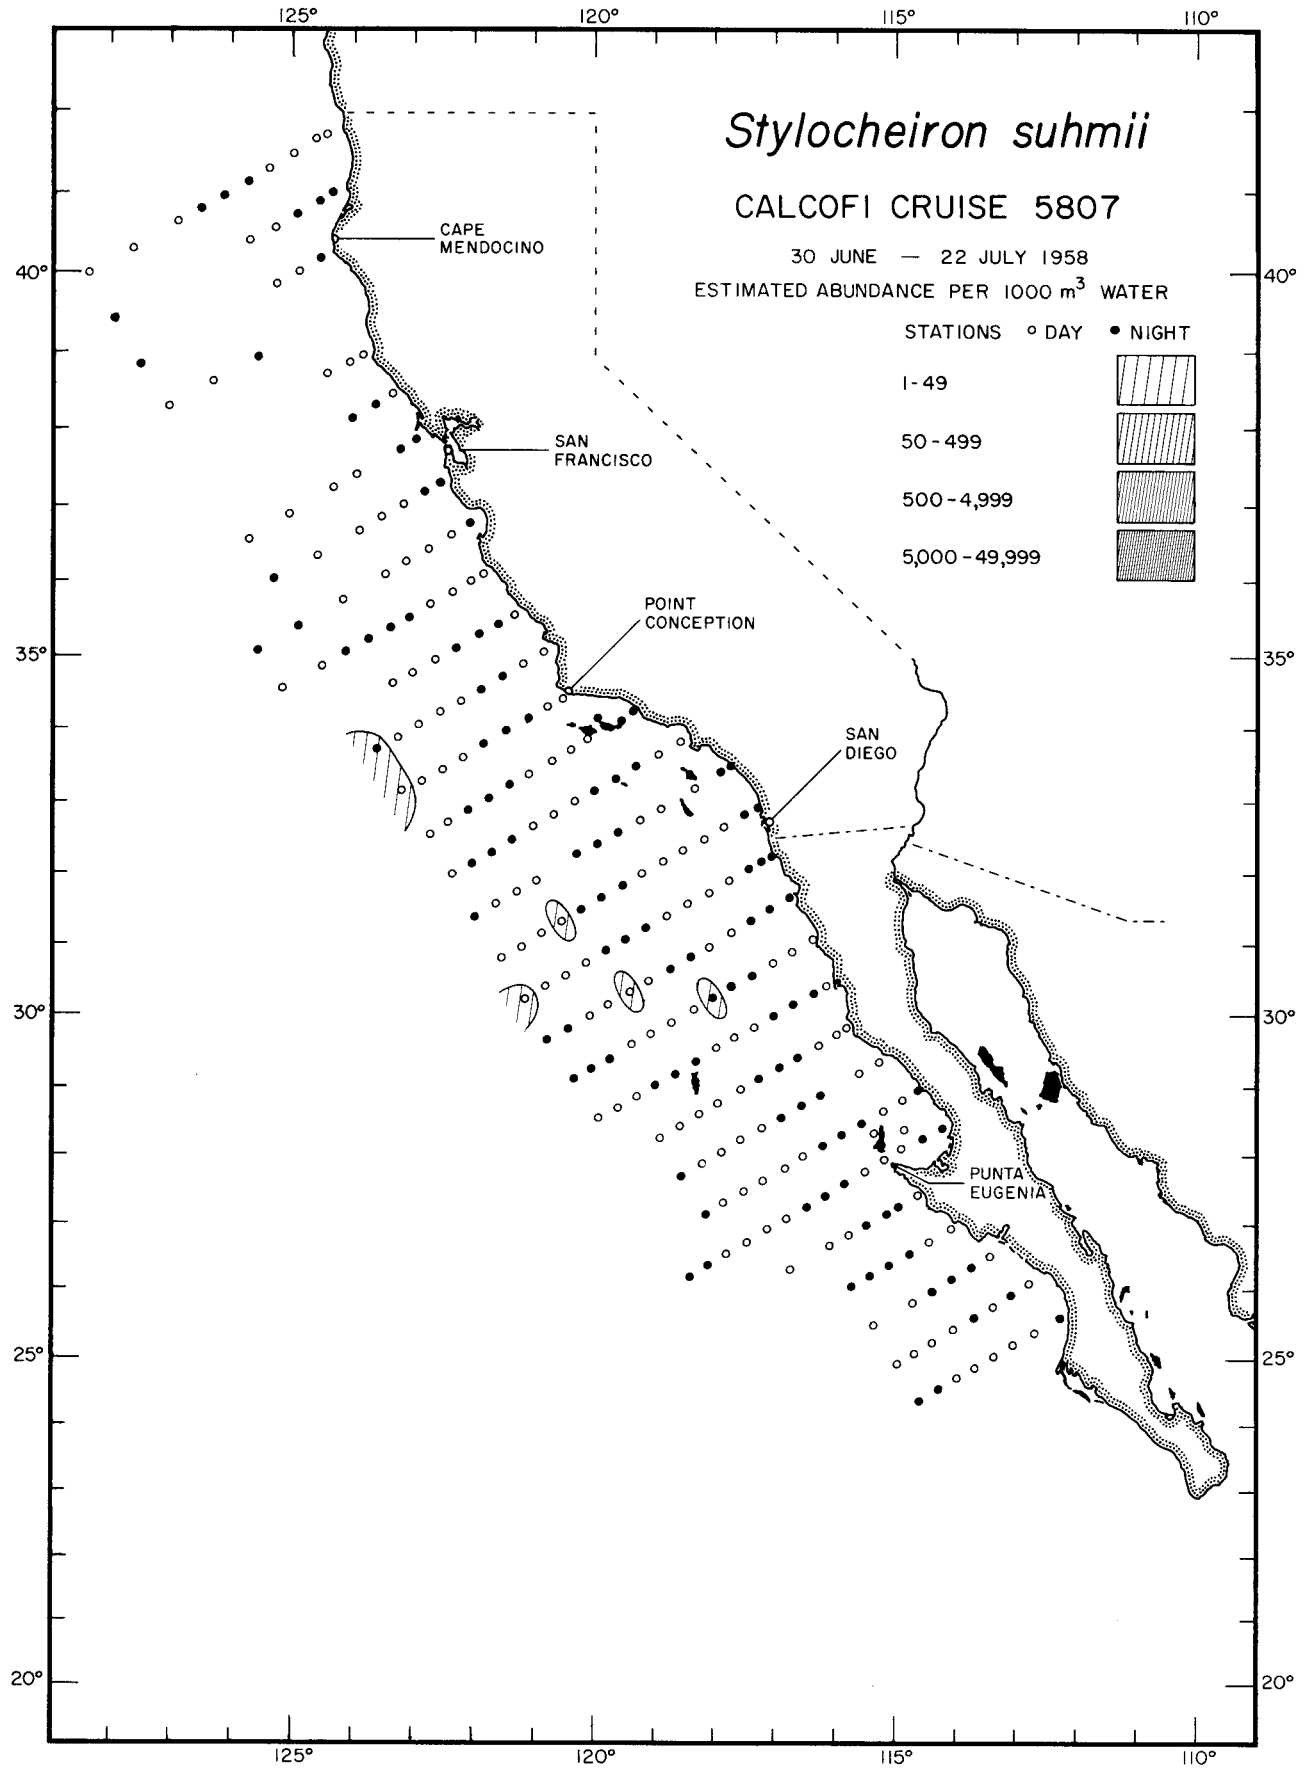 125° 120° 115° 110°
Stylocheiron suhmii
CALCOFI CRUISE 5807
30 JUNE — 22 JULY 1958
ESTIMATED ABUNDANCE PER 1000 m³ WATER
STATIONS ○ DAY ● NIGHT
1-49
50-499
500-4,999
5,000-49,999
CAPE
MENDOCINO
40° 40°
SAN
FRANCISCO
POINT
CONCEPTION
35° 35°
SAN
DIEGO
30° 30°
PUNTA
EUGENIA
25° 25°
20° 20°
125° 120° 115° 110°